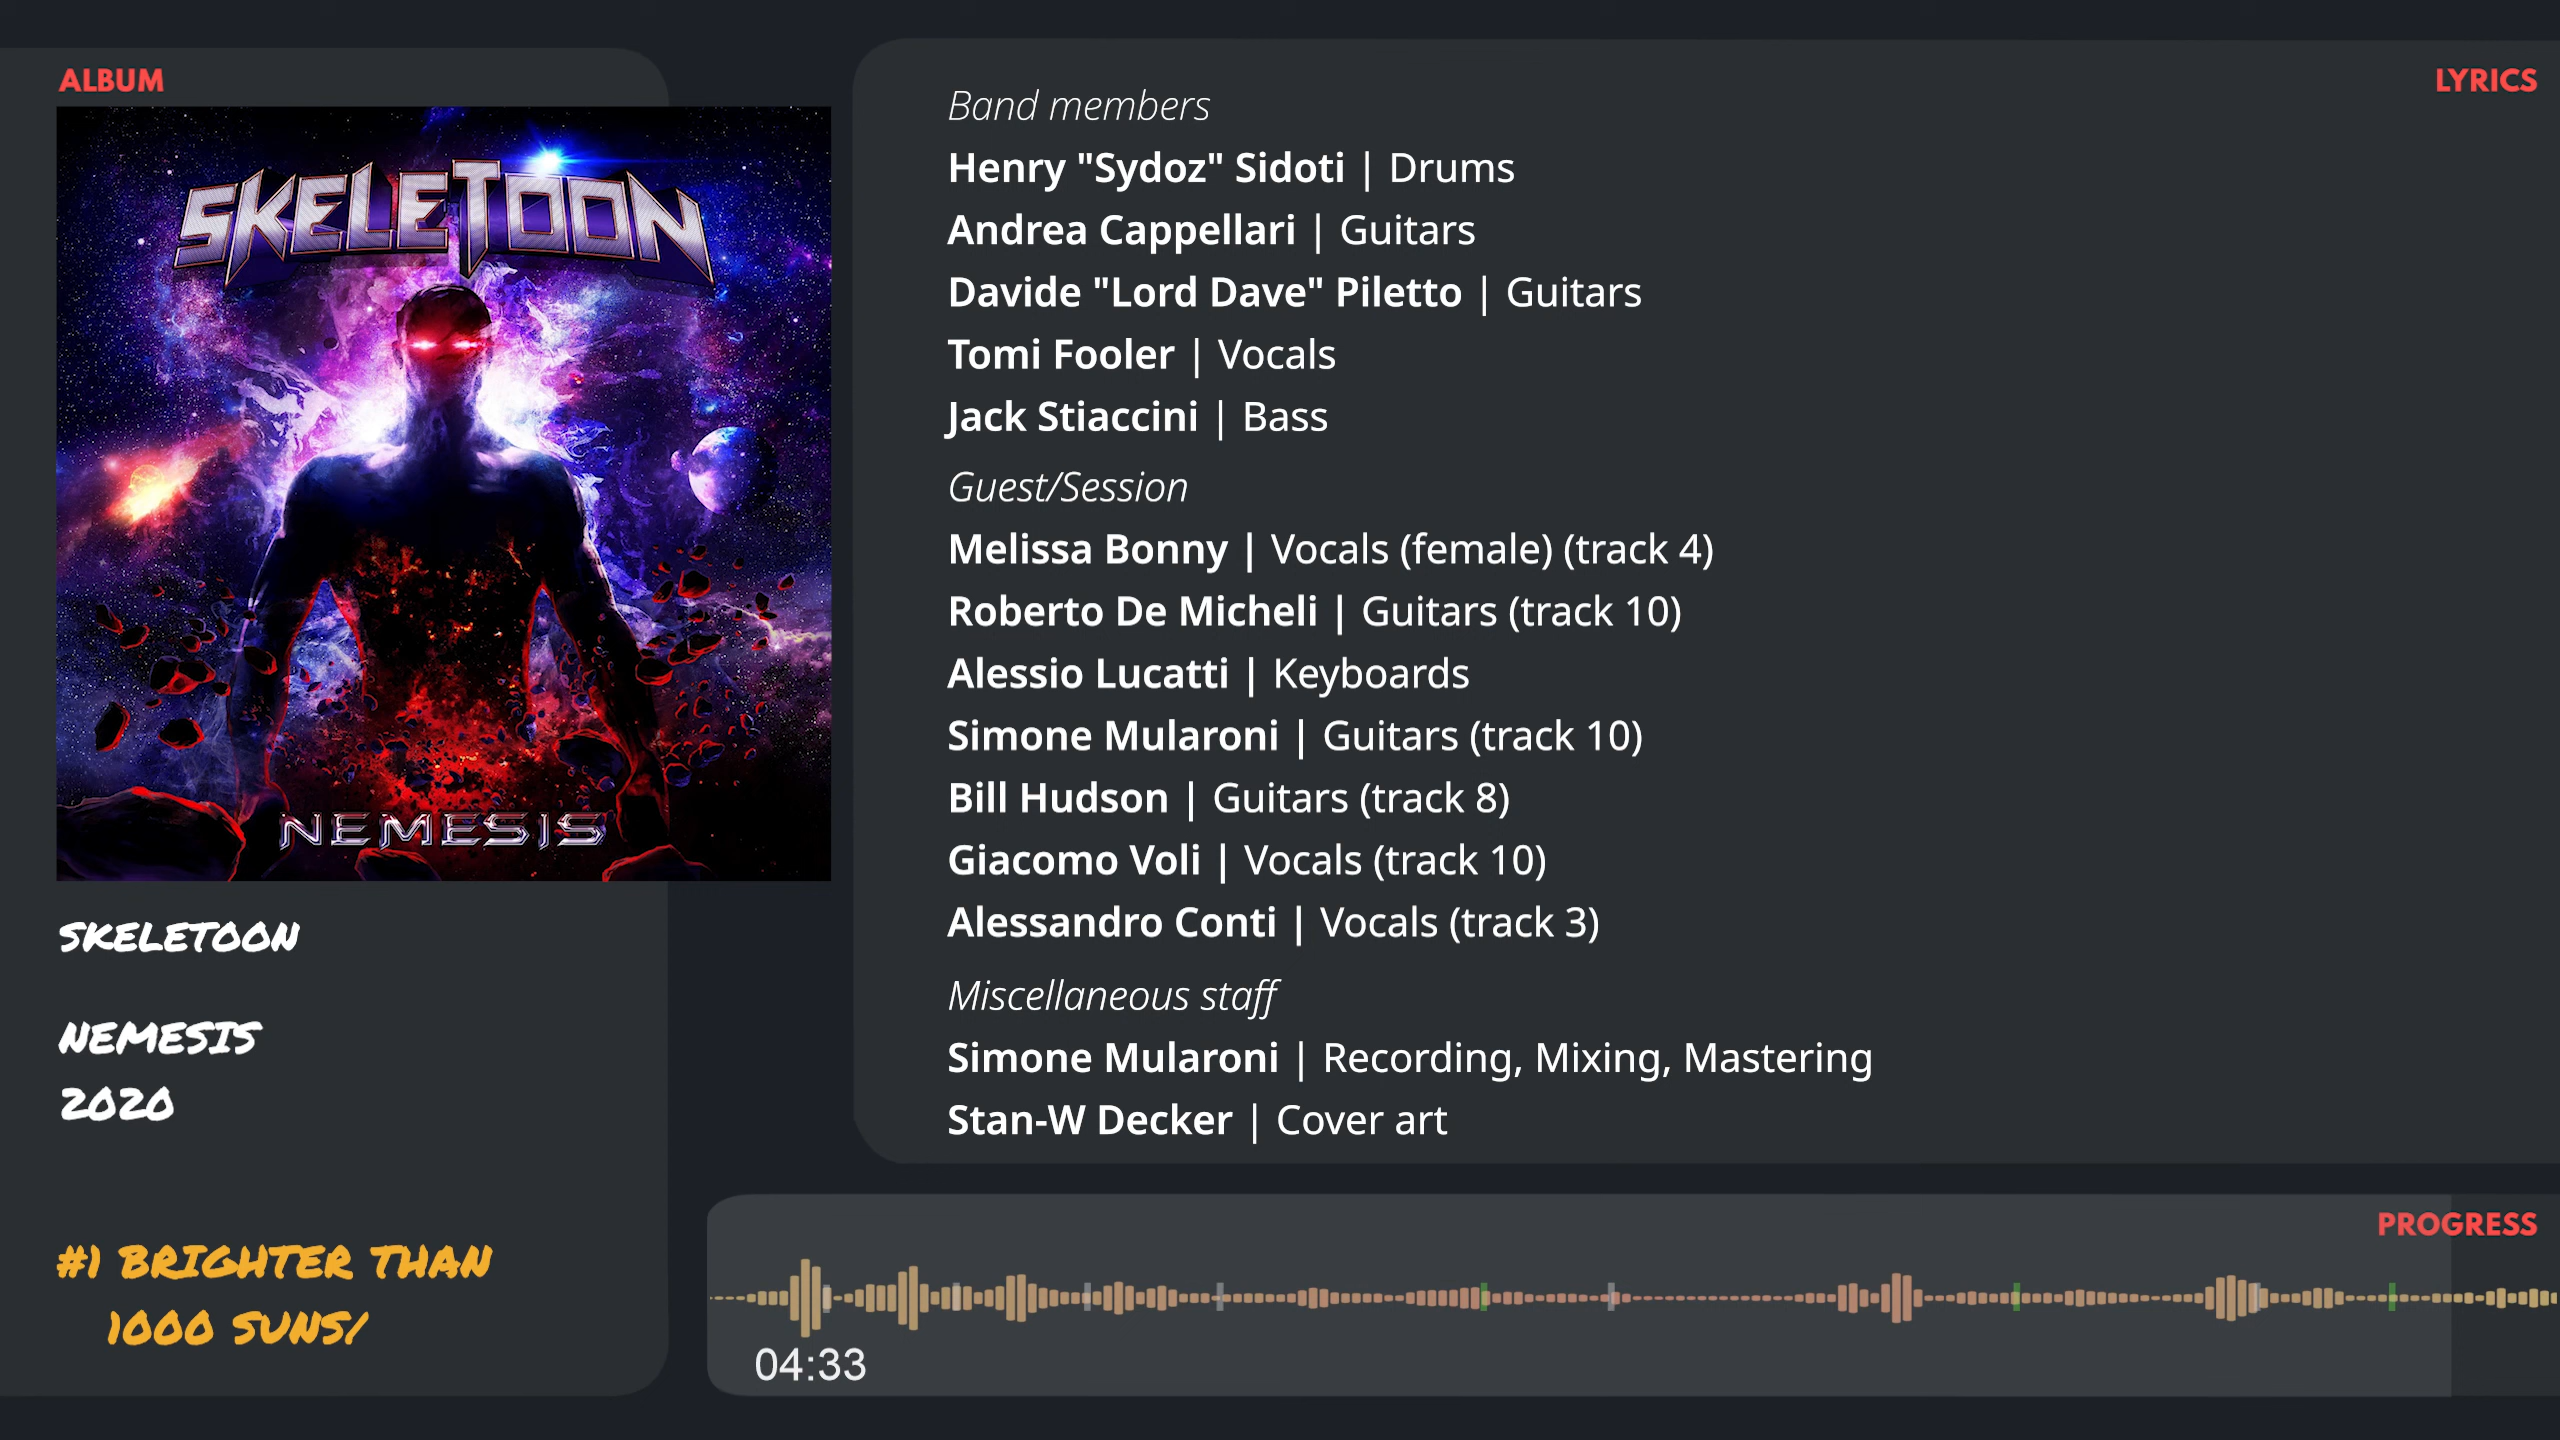 ALBUM
SKELETOON
NEMESIS
SKELETOON
NEMESIS
2020
#1 BRIGHTER THAN
1000 SUNS/
LYRICS
Band members
Henry "Sydoz" Sidoti | Drums
Andrea Cappellari | Guitars
Davide "Lord Dave" Piletto | Guitars
Tomi Fooler | Vocals
Jack Stiaccini | Bass
Guest/Session
Melissa Bonny | Vocals (female) (track 4)
Roberto De Micheli | Guitars (track 10)
Alessio Lucatti | Keyboards
Simone Mularoni | Guitars (track 10)
Bill Hudson | Guitars (track 8)
Giacomo Voli | Vocals (track 10)
Alessandro Conti | Vocals (track 3)
Miscellaneous staff
Simone Mularoni | Recording, Mixing, Mastering
Stan-W Decker | Cover art
PROGRESS
04:33